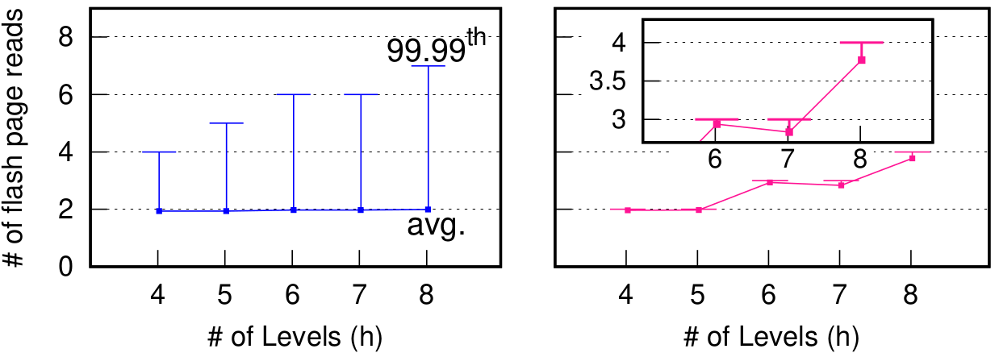 # of flash page reads
8
6
4
2
0
99.99th
avg.
4 5 6 7 8
# of Levels (h)
4
3.5
3
6 7 8
4 5 6 7 8
# of Levels (h)